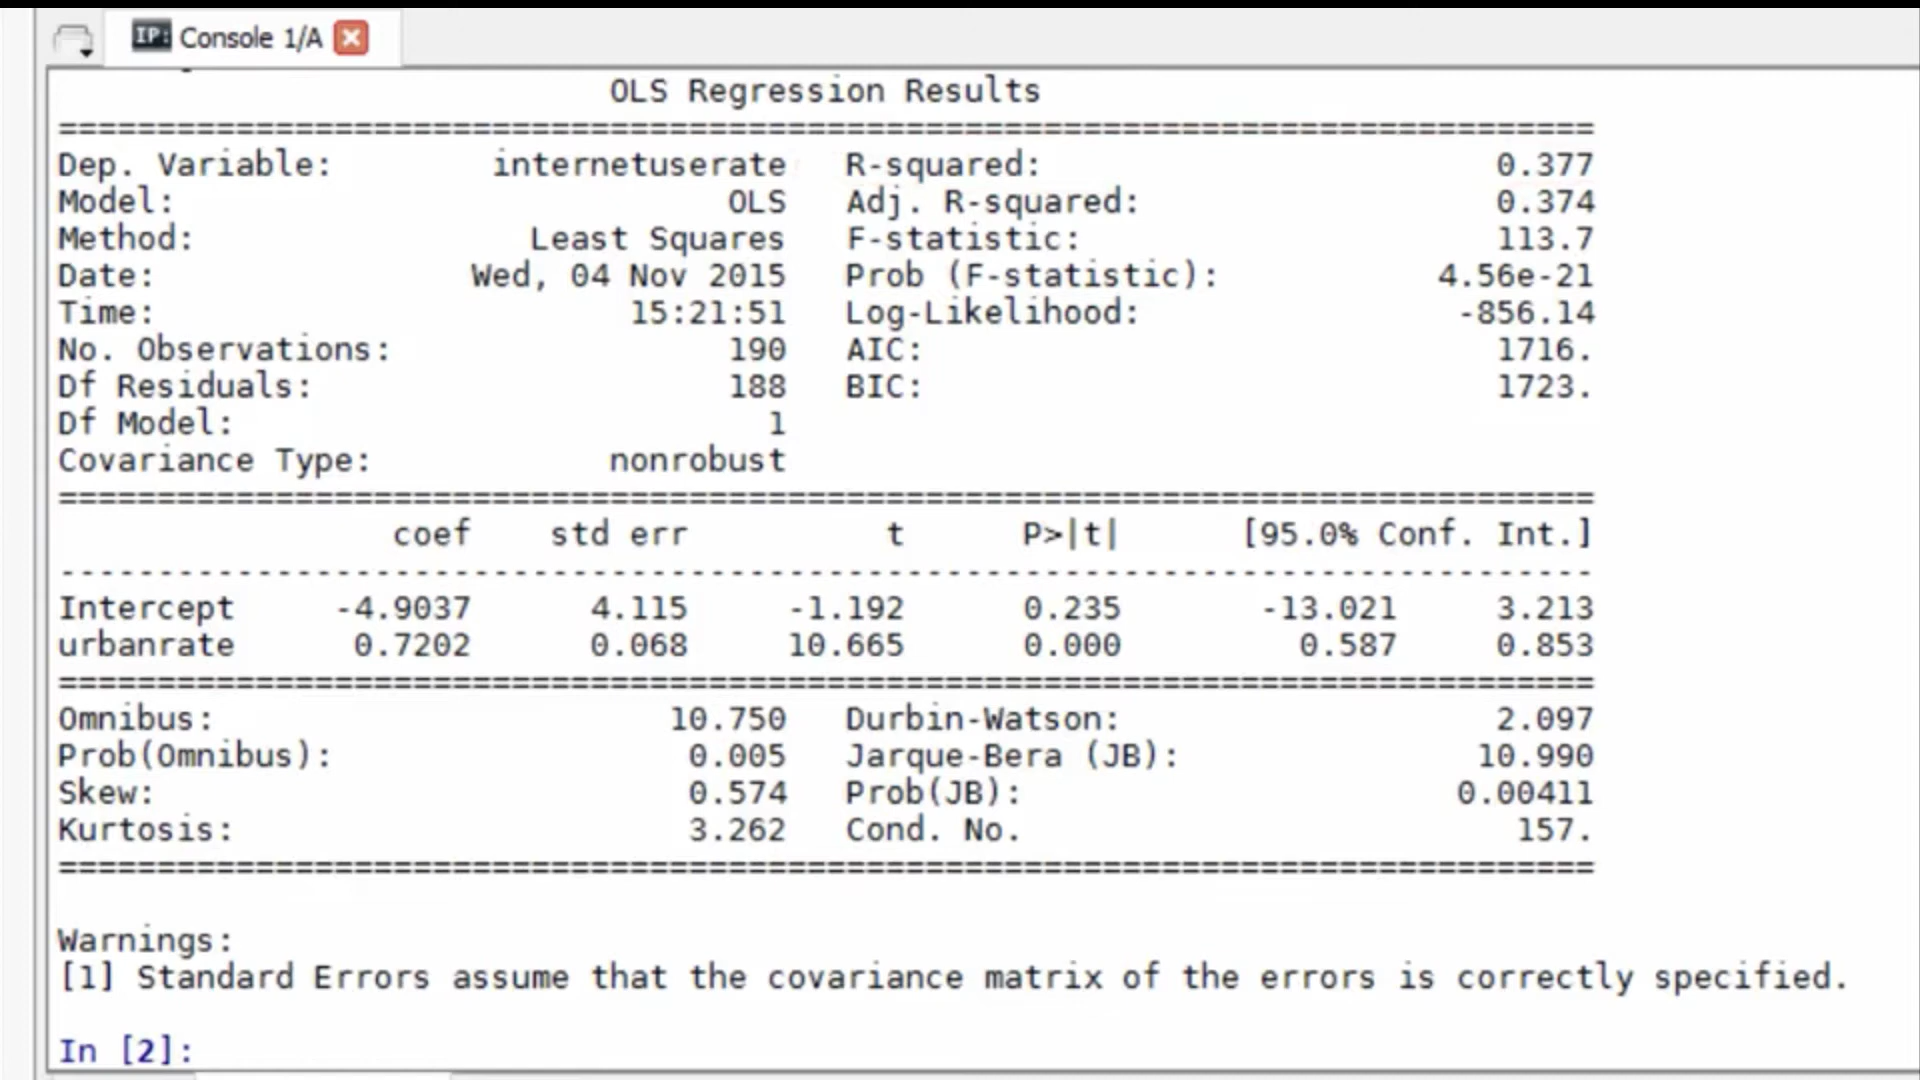 IP: Console 1/A
OLS Regression Results
==============================================================================
Dep. Variable: internetuserate R-squared: 0.377
Model: OLS Adj. R-squared: 0.374
Method: Least Squares F-statistic: 113.7
Date: Wed, 04 Nov 2015 Prob (F-statistic): 4.56e-21
Time: 15:21:51 Log-Likelihood: -856.14
No. Observations: 190 AIC: 1716.
Df Residuals: 188 BIC: 1723.
Df Model: 1
Covariance Type: nonrobust
==============================================================================
coef std err t P>|t| [95.0% Conf. Int.]
------------------------------------------------------------------------------
Intercept -4.9037 4.115 -1.192 0.235 -13.021 3.213
urbanrate 0.7202 0.068 10.665 0.000 0.587 0.853
==============================================================================
Omnibus: 10.750 Durbin-Watson: 2.097
Prob(Omnibus): 0.005 Jarque-Bera (JB): 10.990
Skew: 0.574 Prob(JB): 0.00411
Kurtosis: 3.262 Cond. No. 157.
==============================================================================
Warnings:
[1] Standard Errors assume that the covariance matrix of the errors is correctly specified.
In [2]: